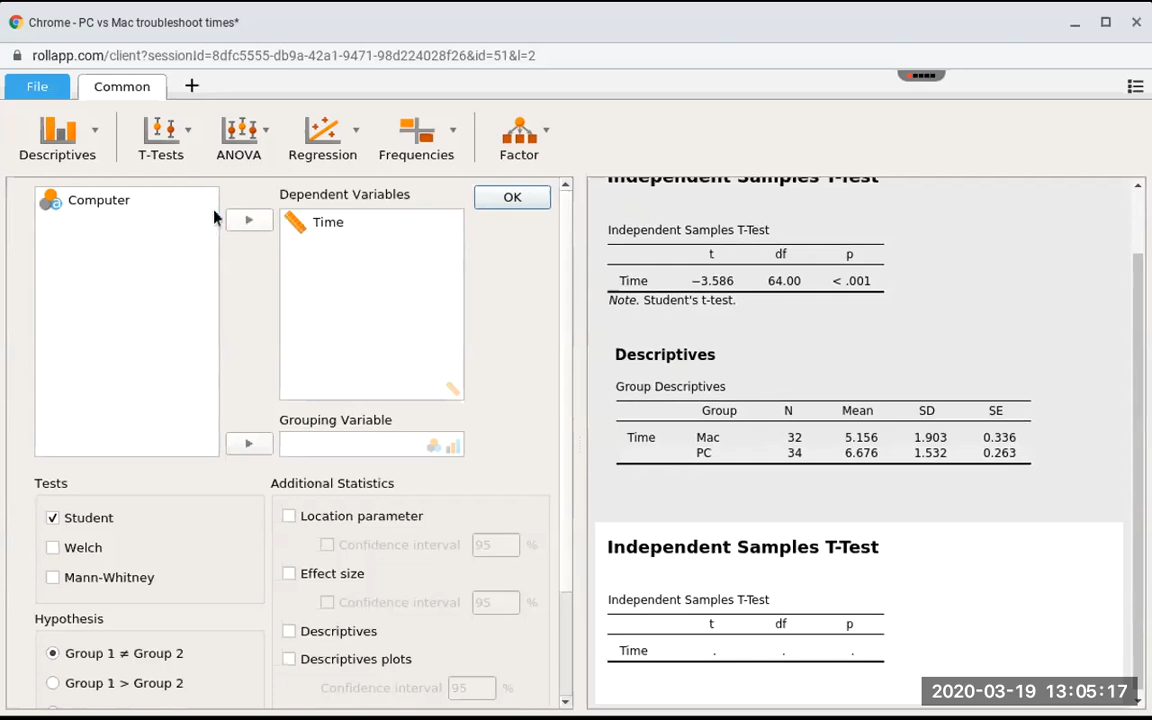 Chrome - PC vs Mac troubleshoot times*
rollapp.com/client?sessionId=8dfc5555-db9a-42a1-9471-98d224028f26&id=51&l=2
File Common +
Descriptives T-Tests ANOVA Regression Frequencies Factor
Computer
Dependent Variables
OK
Time
Grouping Variable
Tests
Student
Welch
Mann-Whitney
Hypothesis
Group 1 ≠ Group 2
Group 1 > Group 2
Additional Statistics
Location parameter
Confidence interval 95 %
Effect size
Confidence interval 95 %
Descriptives
Descriptives plots
Confidence interval 95 %
Independent Samples T-Test
Independent Samples T-Test
t df p
Time −3.586 64.00 < .001
Note. Student's t-test.
Descriptives
Group Descriptives
Group N Mean SD SE
Time Mac 32 5.156 1.903 0.336
PC 34 6.676 1.532 0.263
Independent Samples T-Test
Independent Samples T-Test
t df p
Time . . .
2020-03-19 13:05:17